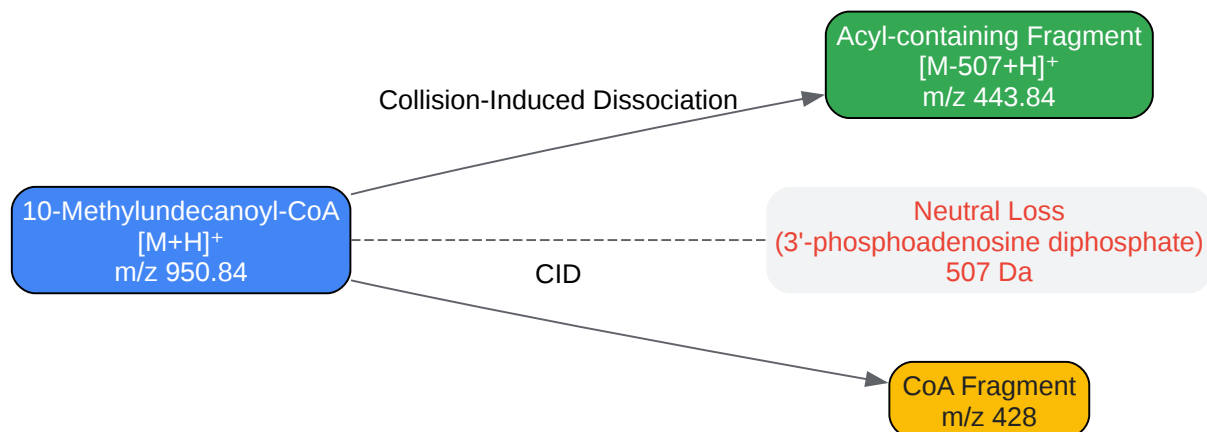 Acyl-containing Fragment
[M-507+H]⁺
m/z 443.84
Collision-Induced Dissociation
10-Methylundecanoyl-CoA
[M+H]⁺
m/z 950.84
Neutral Loss
(3'-phosphoadenosine diphosphate)
507 Da
CID
CoA Fragment
m/z 428